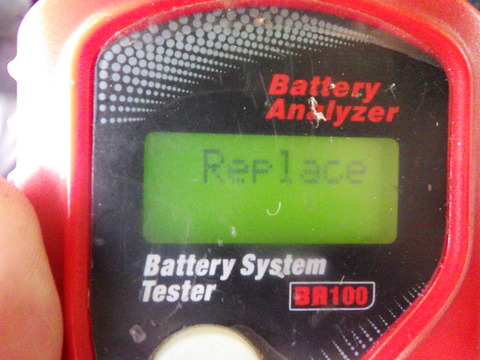 Battery
Analyzer
Replace
Battery System
Tester
BA100